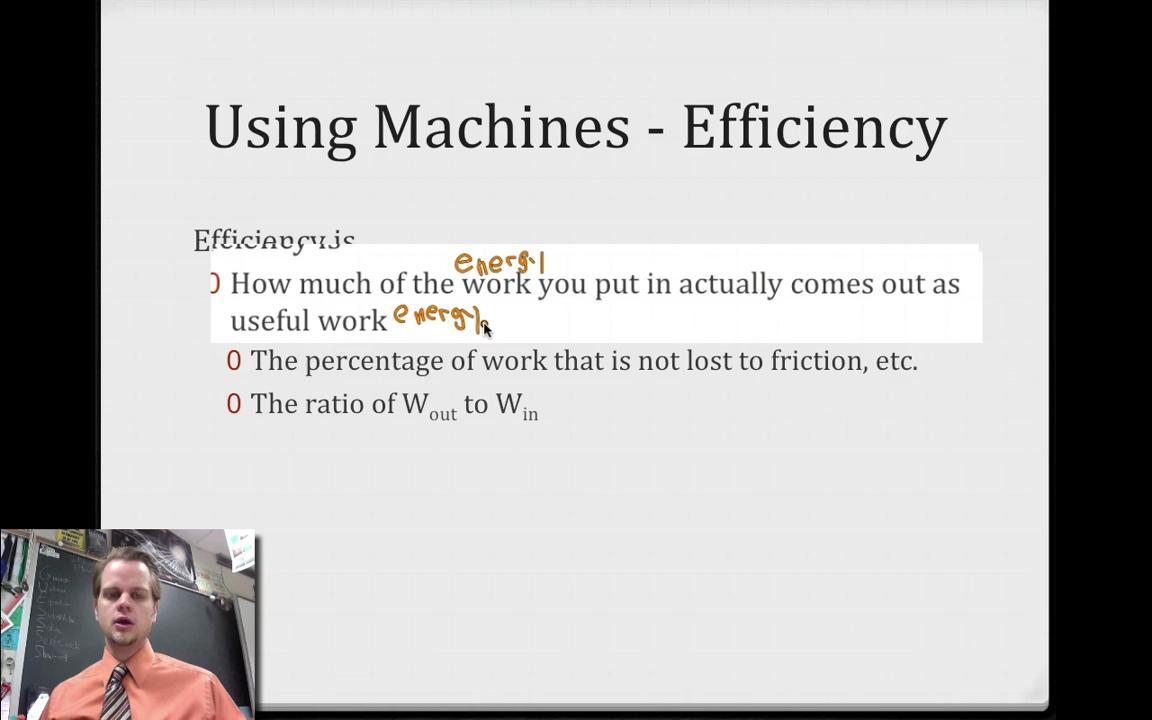 Using Machines - Efficiency
Efficiency is
energy
0 How much of the work you put in actually comes out as
useful work energy
0 The percentage of work that is not lost to friction, etc.
0 The ratio of Wout to Win